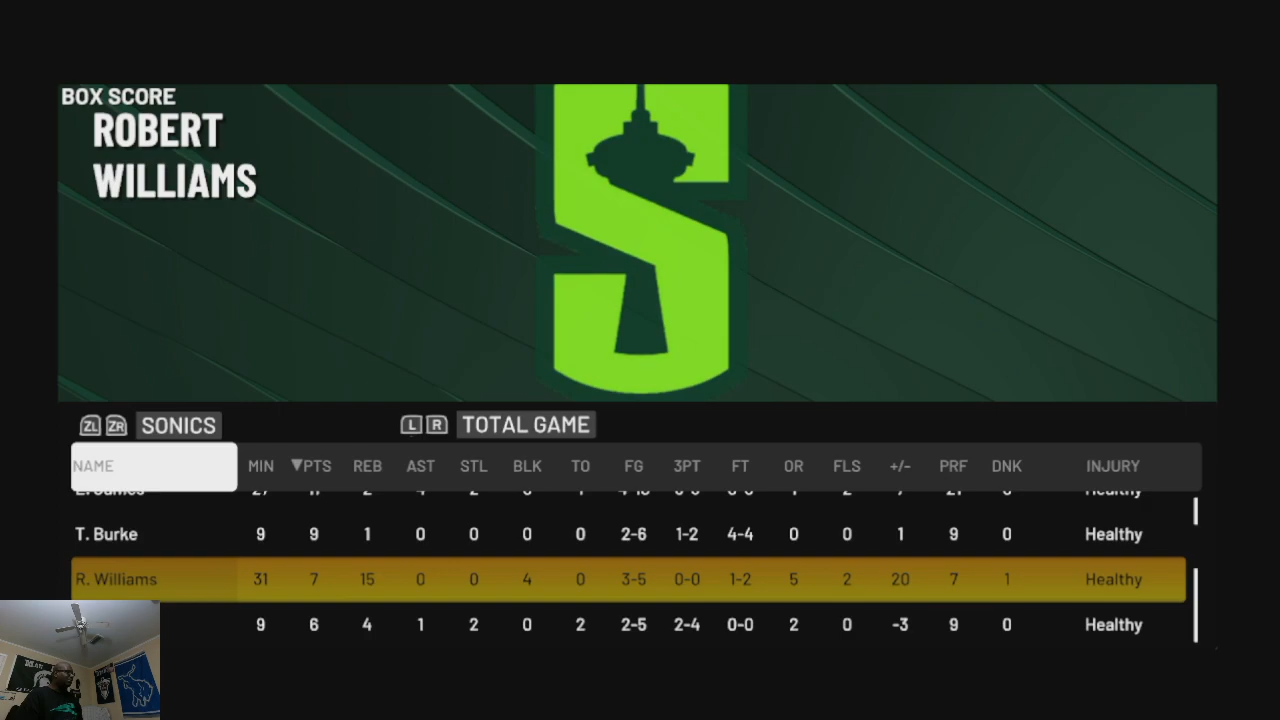 BOX SCORE
ROBERT
WILLIAMS
ZL ZR SONICS L R TOTAL GAME
NAME MIN ▼PTS REB AST STL BLK TO FG 3PT FT OR FLS +/- PRF DNK INJURY
T. Burke 9 9 1 0 0 0 0 2-6 1-2 4-4 0 0 1 9 0 Healthy
R. Williams 31 7 15 0 0 4 0 3-5 0-0 1-2 5 2 20 7 1 Healthy
9 6 4 1 2 0 2 2-5 2-4 0-0 2 0 -3 9 0 Healthy